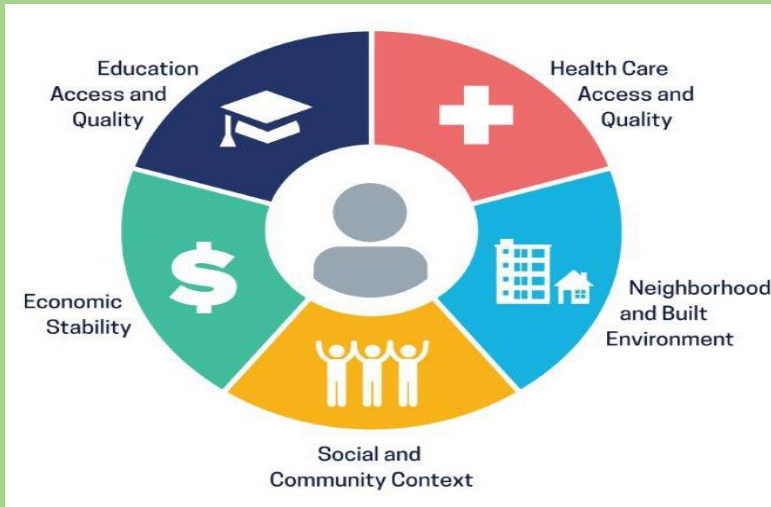 Education
Access and
Quality
Health Care
Access and
Quality
Economic
Stability
Neighborhood
and Built
Environment
Social and
Community Context